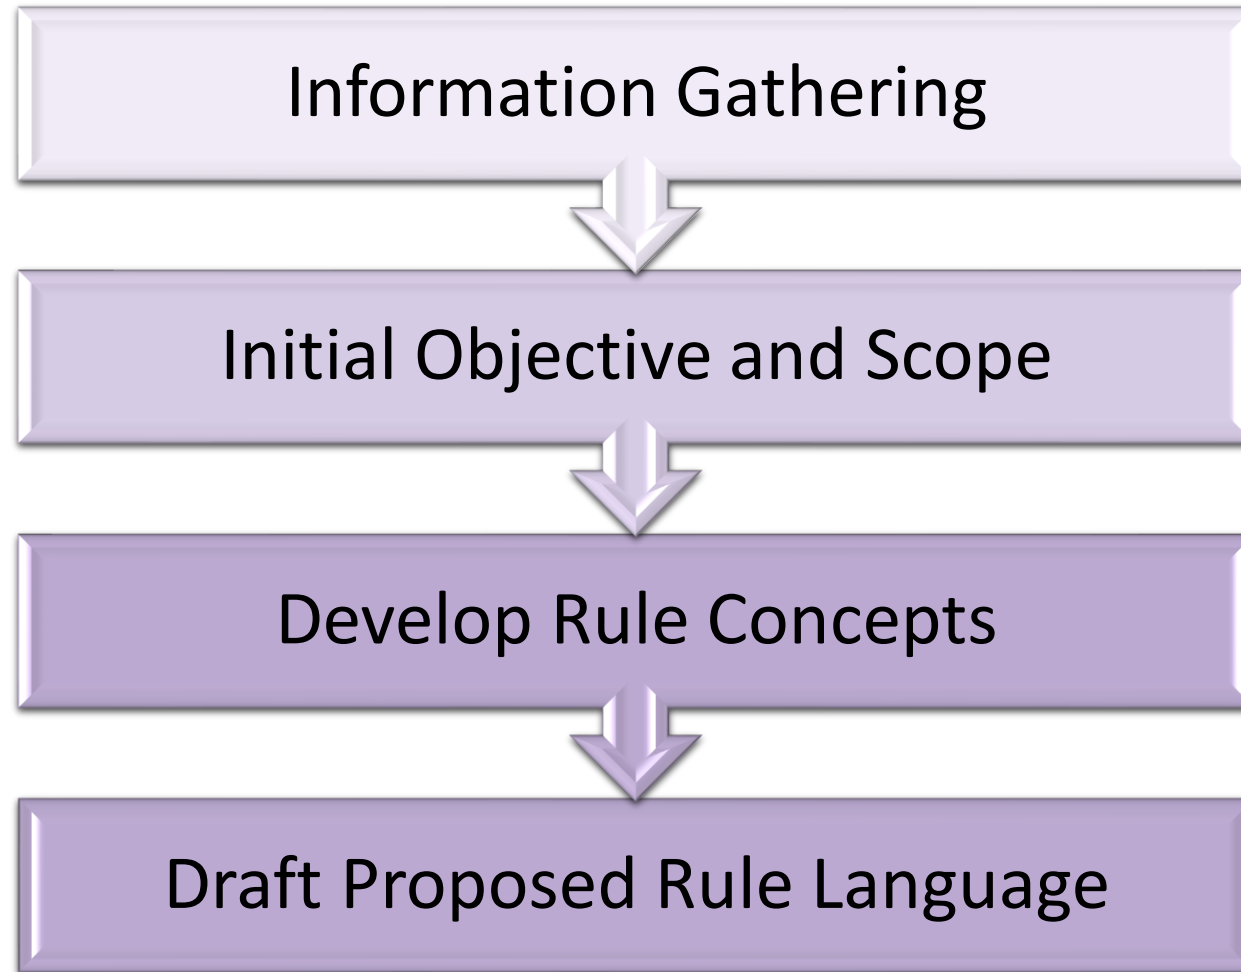 Information Gathering
Initial Objective and Scope
Develop Rule Concepts
Draft Proposed Rule Language